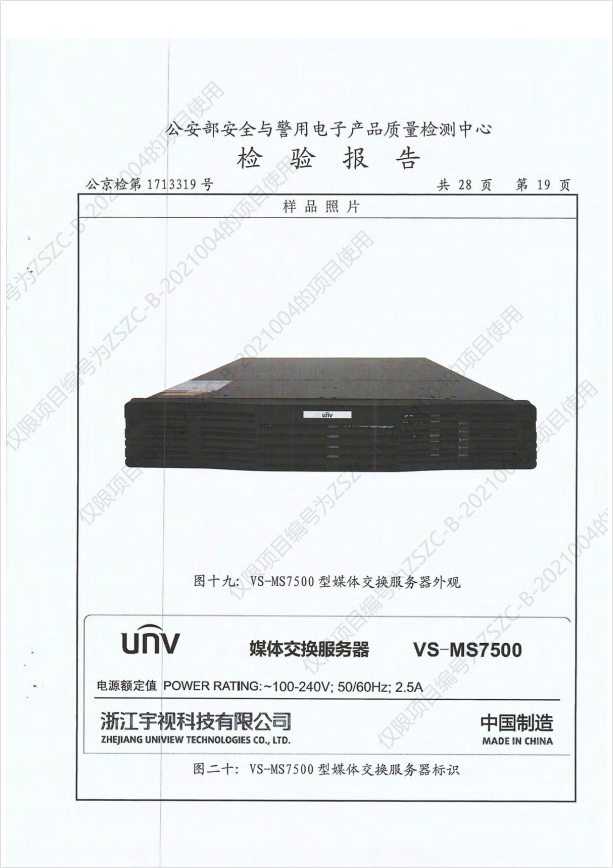 公安部安全与警用电子产品质量检测中心
检验报告
公京检第 1713319 号 共 28 页 第 19 页
样品照片
unv
图十九: VS-MS7500 型媒体交换服务器外观
unv 媒体交换服务器 VS-MS7500
电源额定值 POWER RATING:~100-240V; 50/60Hz; 2.5A
浙江宇视科技有限公司 中国制造
ZHEJIANG UNIVIEW TECHNOLOGIES CO., LTD. MADE IN CHINA
图二十: VS-MS7500 型媒体交换服务器标识
仅限项目编号为ZSZC-B-2021004的项目使用